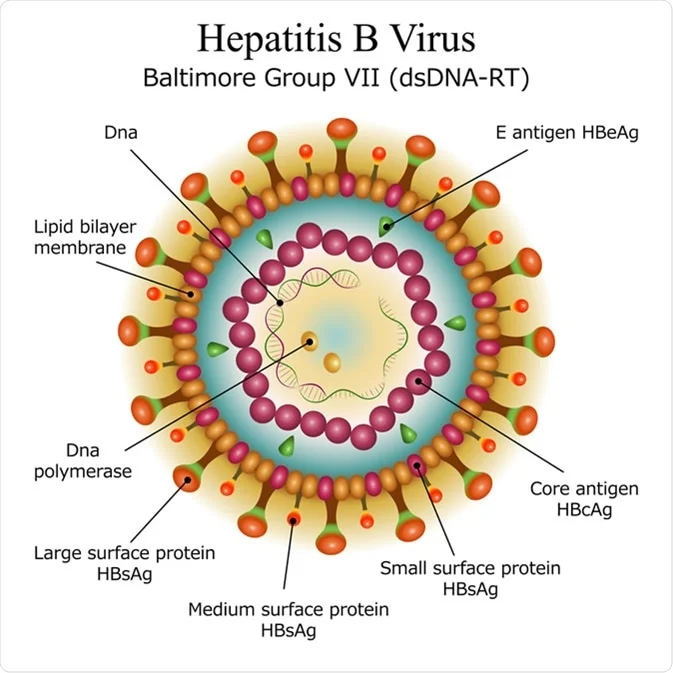 Hepatitis B Virus
Baltimore Group VII (dsDNA-RT)
Dna
E antigen HBeAg
Lipid bilayer
membrane
Dna
polymerase
Core antigen
HBcAg
Large surface protein
HBsAg
Small surface protein
HBsAg
Medium surface protein
HBsAg